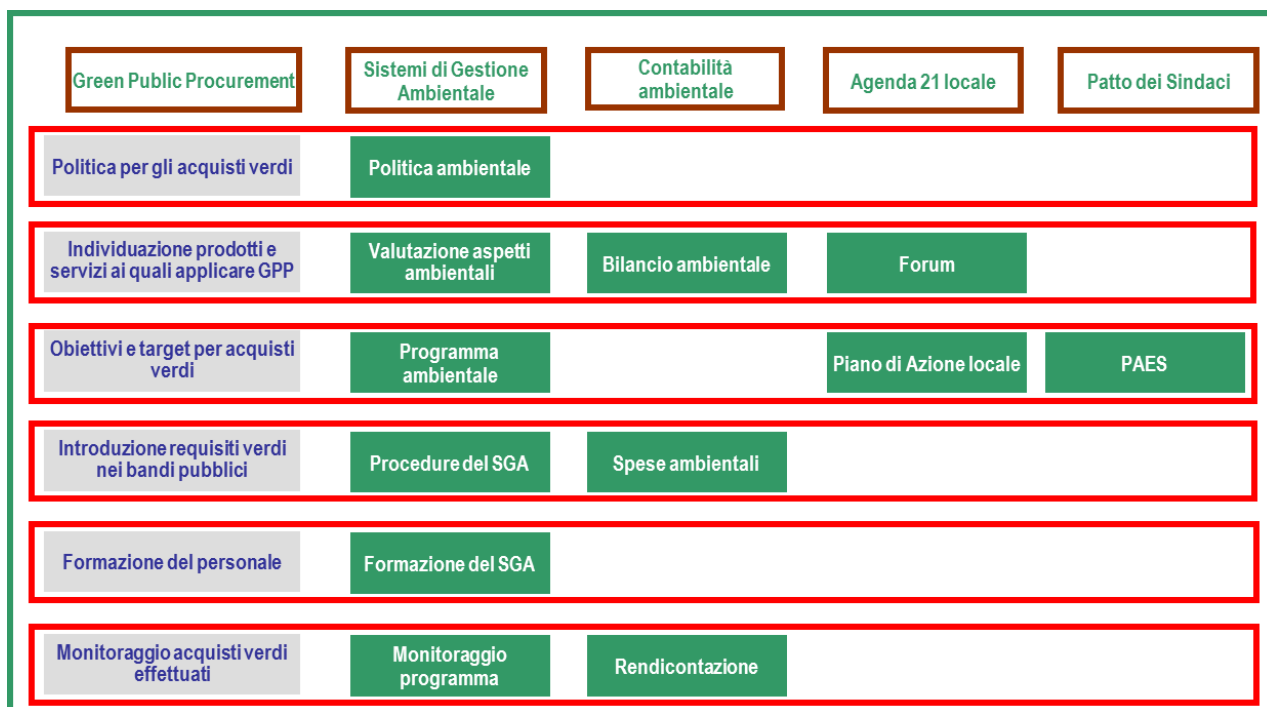 Green Public Procurement
Sistemi di Gestione
Ambientale
Contabilità
ambientale
Agenda 21 locale
Patto dei Sindaci
Politica per gli acquisti verdi
Politica ambientale
Individuazione prodotti e
servizi ai quali applicare GPP
Valutazione aspetti
ambientali
Bilancio ambientale
Forum
Obiettivi e target per acquisti
verdi
Programma
ambientale
Piano di Azione locale
PAES
Introduzione requisiti verdi
nei bandi pubblici
Procedure del SGA
Spese ambientali
Formazione del personale
Formazione del SGA
Monitoraggio acquisti verdi
effettuati
Monitoraggio
programma
Rendicontazione